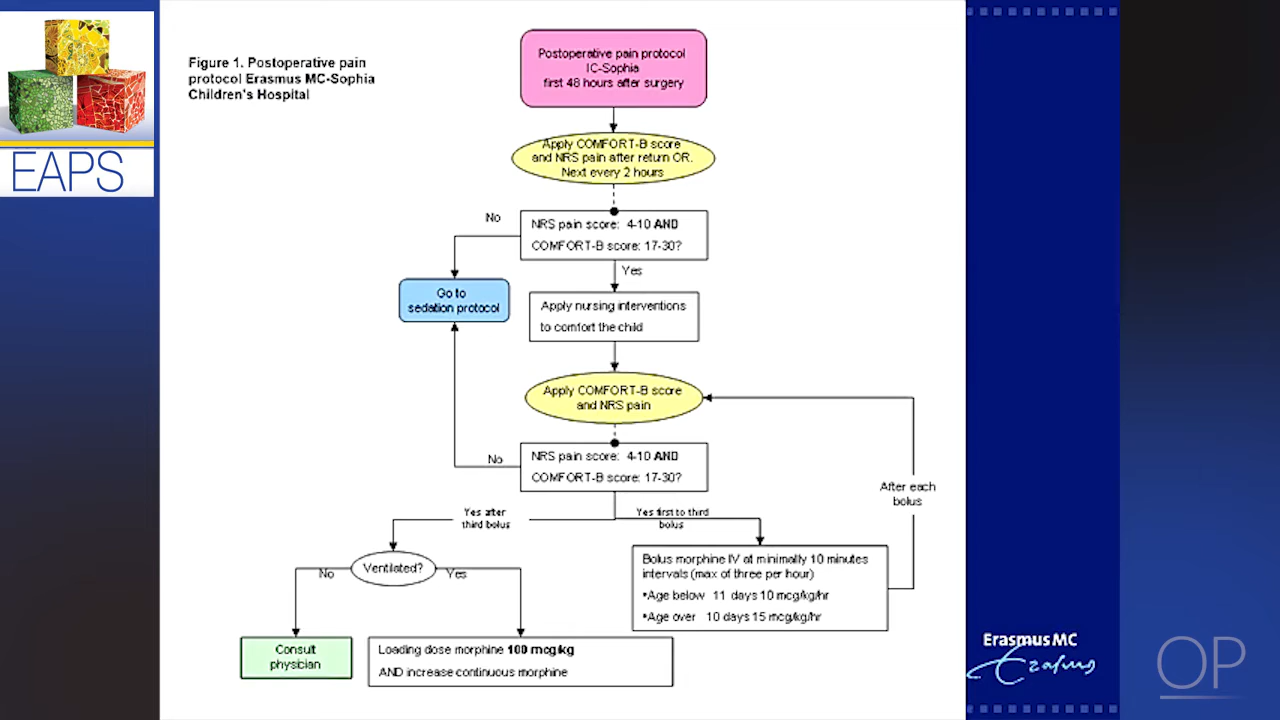 Figure 1. Postoperative pain
protocol Erasmus MC-Sophia
Children's Hospital
EAPS
Postoperative pain protocol
IC-Sophia
first 48 hours after surgery
Apply COMFORT-B score
and NRS pain after return OR.
Next every 2 hours
No
NRS pain score: 4-10 AND
COMFORT-B score: 17-30?
Yes
Go to
sedation protocol
Apply nursing interventions
to comfort the child
Apply COMFORT-B score
and NRS pain
No
NRS pain score: 4-10 AND
COMFORT-B score: 17-30?
After each
bolus
Yes after
third bolus
Yes first to third
bolus
Ventilated?
No
Yes
Bolus morphine IV at minimally 10 minutes
intervals (max of three per hour)
•Age below 11 days 10 mcg/kg/hr
•Age over 10 days 15 mcg/kg/hr
Consult
physician
Loading dose morphine 100 mcg/kg
AND increase continuous morphine
Erasmus MC
Erasmus
OP